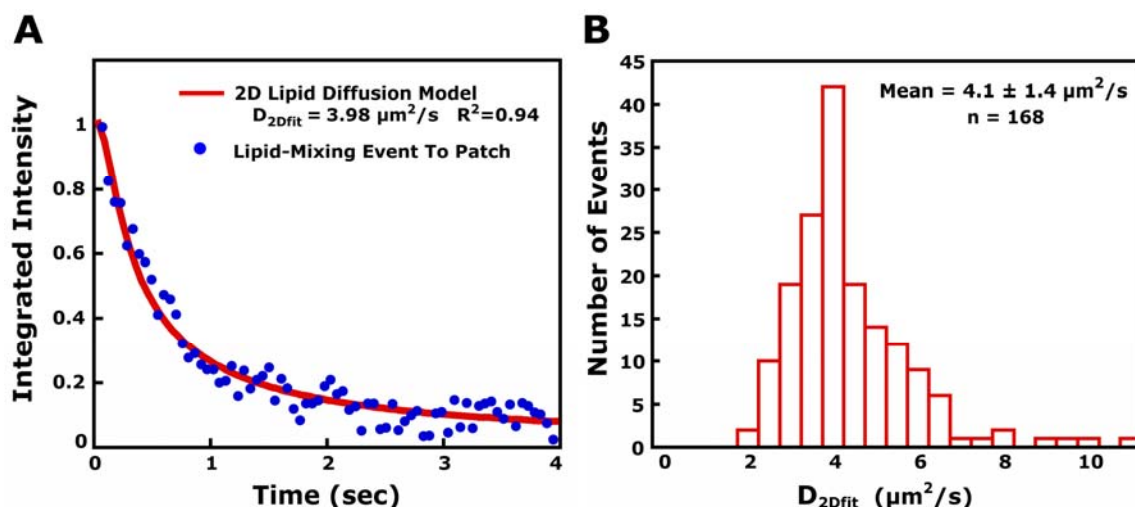 A
2D Lipid Diffusion Model
D2Dfit = 3.98 μm²/s R²=0.94
Lipid-Mixing Event To Patch
Integrated Intensity
1
0.8
0.6
0.4
0.2
0
0 1 2 3 4
Time (sec)
B
Mean = 4.1 ± 1.4 μm²/s
n = 168
Number of Events
45
40
35
30
25
20
15
10
5
0
0 2 4 6 8 10
D2Dfit (μm²/s)